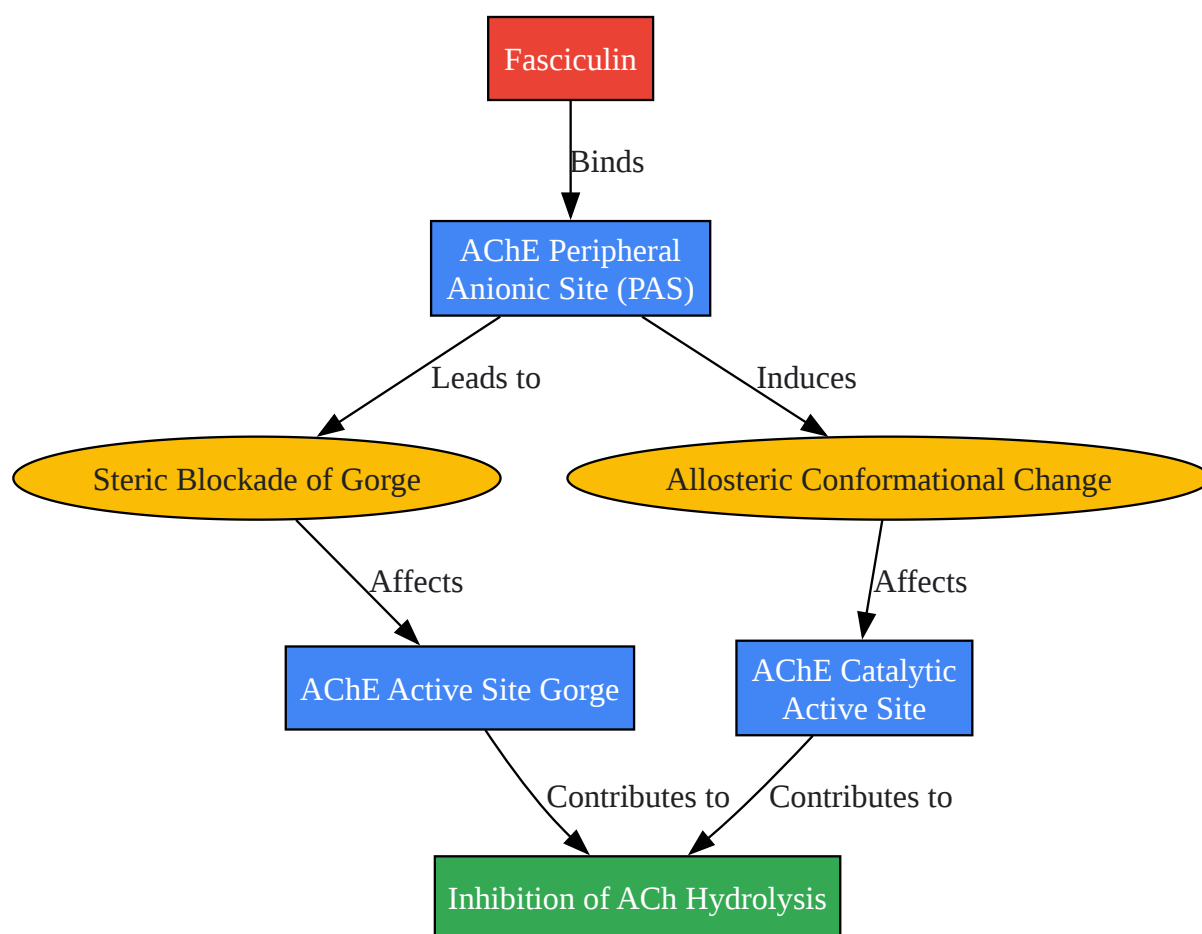 Fasciculin
Binds
AChE Peripheral
Anionic Site (PAS)
Leads to
Induces
Steric Blockade of Gorge
Allosteric Conformational Change
Affects
Affects
AChE Active Site Gorge
AChE Catalytic
Active Site
Contributes to
Contributes to
Inhibition of ACh Hydrolysis